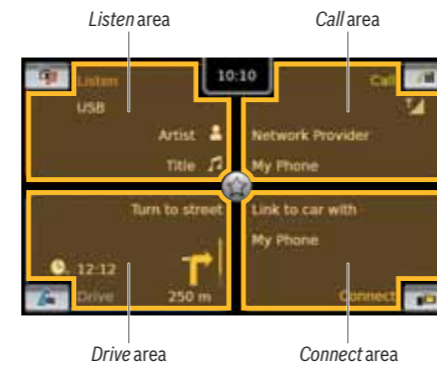 Listen area
Call area
Listen
10:10
Call
USB
Artist
Network Provider
Title
My Phone
Turn to street
Link to car with
My Phone
12:12
Drive
250 m
Connect
Drive area
Connect area